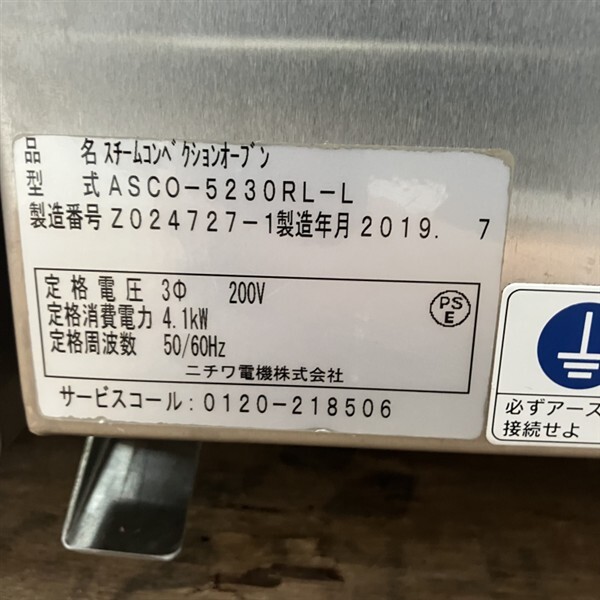 品 名 ｽﾁｰﾑｺﾝﾍﾞｸｼｮﾝｵｰﾌﾞﾝ
型 式 ASCO-5230RL-L
製造番号 Z024727-1 製造年月 2019. 7
定格電圧 3Φ 200V
定格消費電力 4.1kW
定格周波数 50/60Hz
PS
E
ニチワ電機株式会社
サービスコール:0120-218506
必ずアース
接続せよ